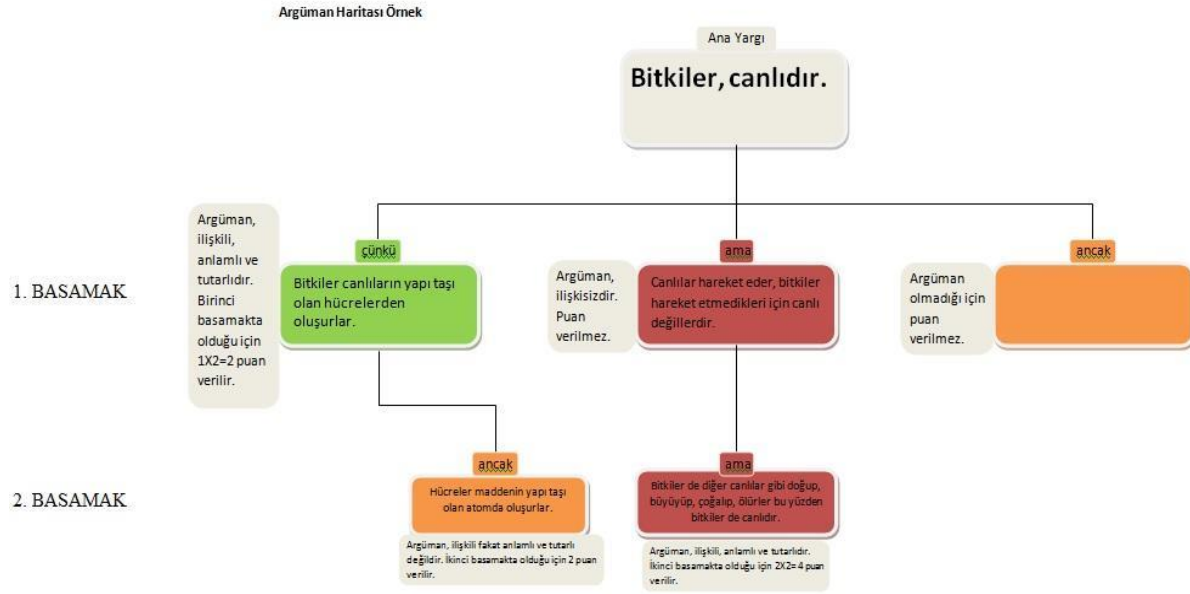 Argüman Haritası Örnek
Ana Yargı
Bitkiler, canlıdır.
1. BASAMAK
Argüman,
ilişkili,
anlamlı ve
tutarlıdır.
Birinci
basamakta
olduğu için
1X2=2 puan
verilir.
çünkü
Bitkiler canlıların yapı taşı
olan hücrelerden
oluşurlar.
Argüman,
ilişkisizdir.
Puan
verilmez.
ama
Canlılar hareket eder, bitkiler
hareket etmedikleri için canlı
değillerdir.
Argüman
olmadığı için
puan
verilmez.
ancak
2. BASAMAK
ancak
Hücreler maddenin yapı taşı
olan atomda oluşurlar.
Argüman, ilişkili fakat anlamlı ve tutarlı
değildir. İkinci basamakta olduğu için 2 puan
verilir.
ama
Bitkiler de diğer canlılar gibi doğup,
büyüyüp, çoğalıp, ölürler bu yüzden
bitkiler de canlıdır.
Argüman, ilişkili, anlamlı ve tutarlıdır.
İkinci basamakta olduğu için 2X2= 4 puan
verilir.